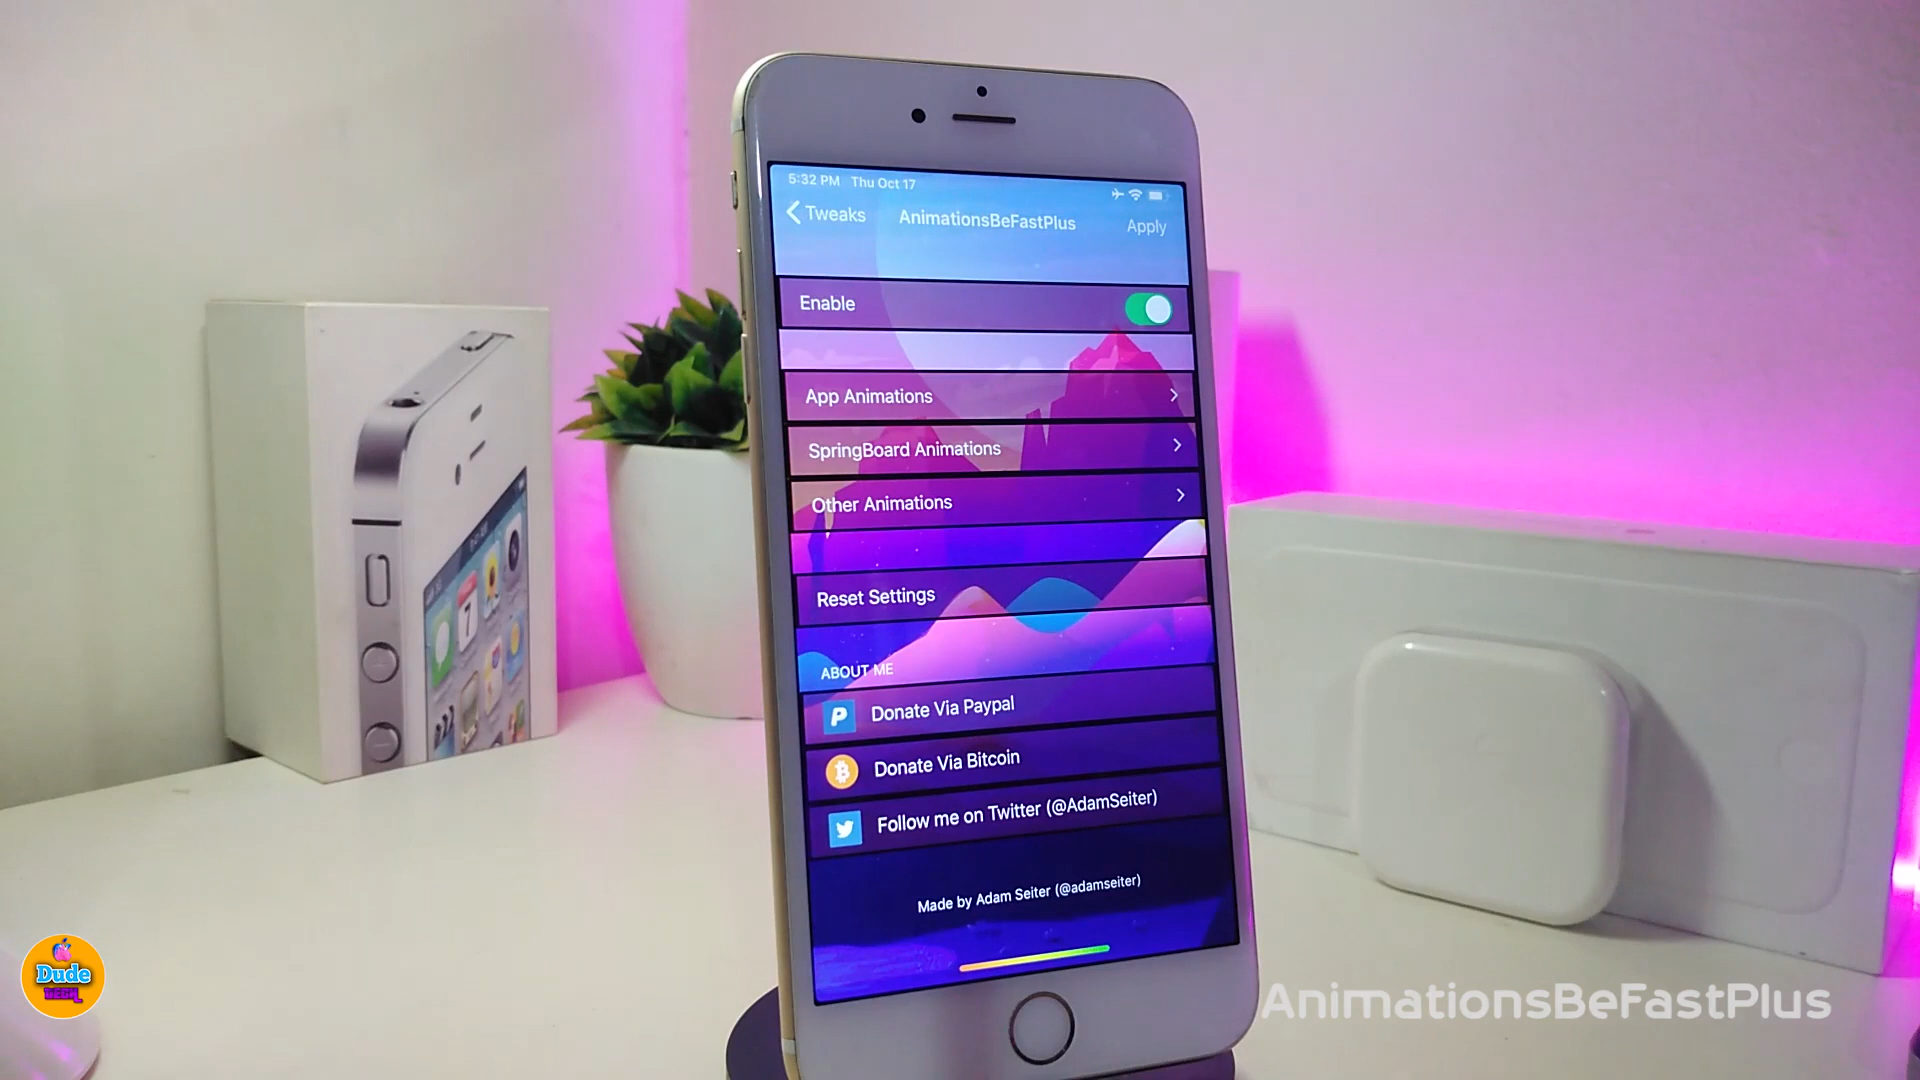 5:32 PM Thu Oct 17
Tweaks AnimationsBeFastPlus Apply
Enable
App Animations
SpringBoard Animations
Other Animations
Reset Settings
ABOUT ME
Donate Via Paypal
Donate Via Bitcoin
Follow me on Twitter (@AdamSeiter)
Made by Adam Seiter (@adamseiter)
Dude
TECH
AnimationsBeFastPlus
7